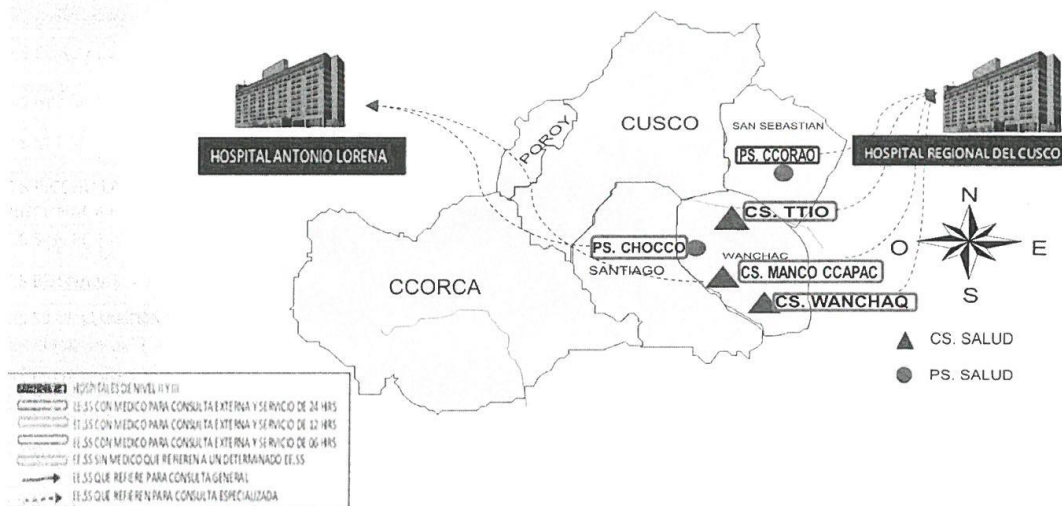 HOSPITAL ANTONIO LORENA
POROY
CUSCO
SAN SEBASTIAN
PS. CCORAO
HOSPITAL REGIONAL DEL CUSCO
CS. TTIO
N
O
E
S
PS. CHOCCO
WANCHAC
SANTIAGO
CS. MANCO CCAPAC
CCORCA
CS. WANCHAQ
CS. SALUD
PS. SALUD
HOSPITALES DE NIVEL II Y III
EE.SS CON MEDICO PARA CONSULTA EXTERNA Y SERVICIO DE 24 HRS
EE.SS CON MEDICO PARA CONSULTA EXTERNA Y SERVICIO DE 12 HRS
EE.SS CON MEDICO PARA CONSULTA EXTERNA Y SERVICIO DE 06 HRS
EE.SS SIN MEDICO QUE REFIEREN A UN DETERMINADO EE.SS
EE.SS QUE REFIERE PARA CONSULTA GENERAL
EE.SS QUE REFIEREN PARA CONSULTA ESPECIALIZADA